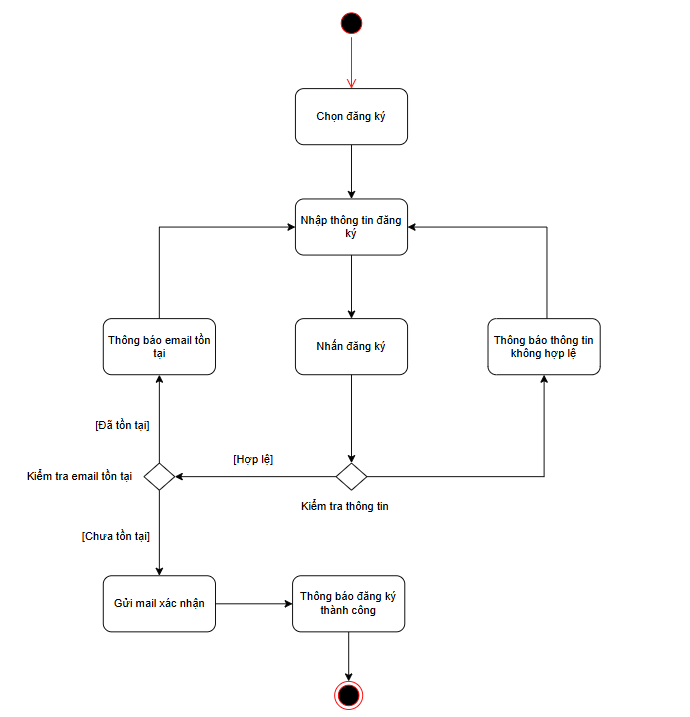 Chọn đăng ký
Nhập thông tin đăng
ký
Thông báo email tồn
tại
Nhấn đăng ký
Thông báo thông tin
không hợp lệ
[Đã tồn tại]
[Hợp lệ]
Kiểm tra email tồn tại
Kiểm tra thông tin
[Chưa tồn tại]
Gửi mail xác nhận
Thông báo đăng ký
thành công